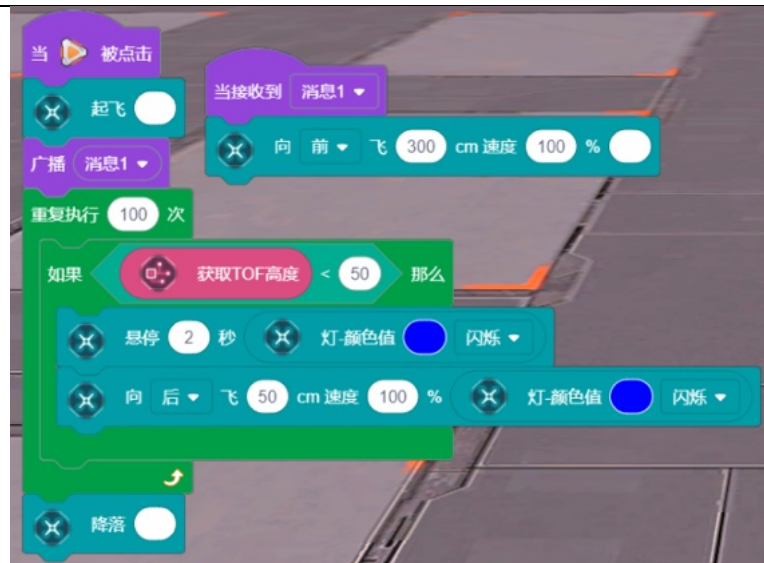 当 被点击
起飞
广播 消息1
重复执行 100 次
如果 获取TOF高度 < 50 那么
悬停 2 秒 灯-颜色值 闪烁
向 后 飞 50 cm 速度 100 % 灯-颜色值 闪烁
降落
当接收到 消息1
向 前 飞 300 cm 速度 100 %